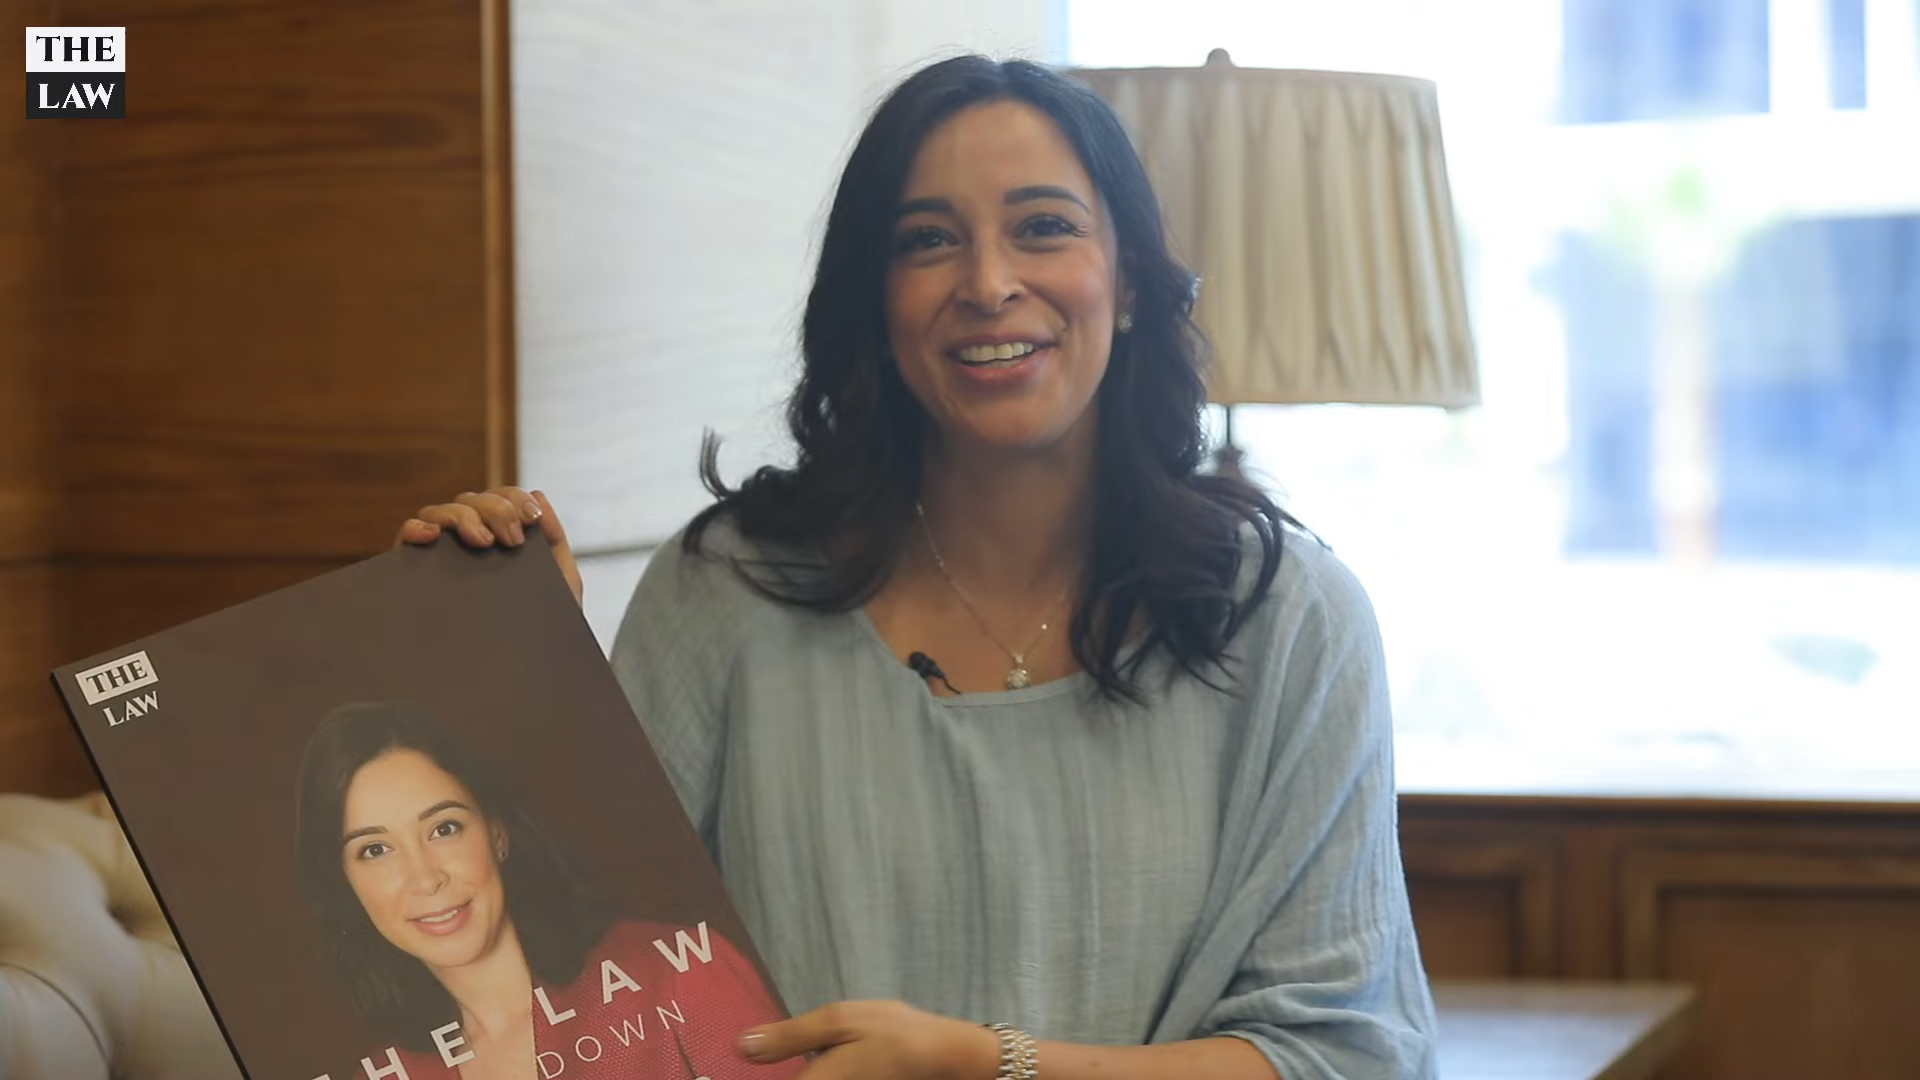 THE
LAW
THE
LAW
THE LAW
DOWN